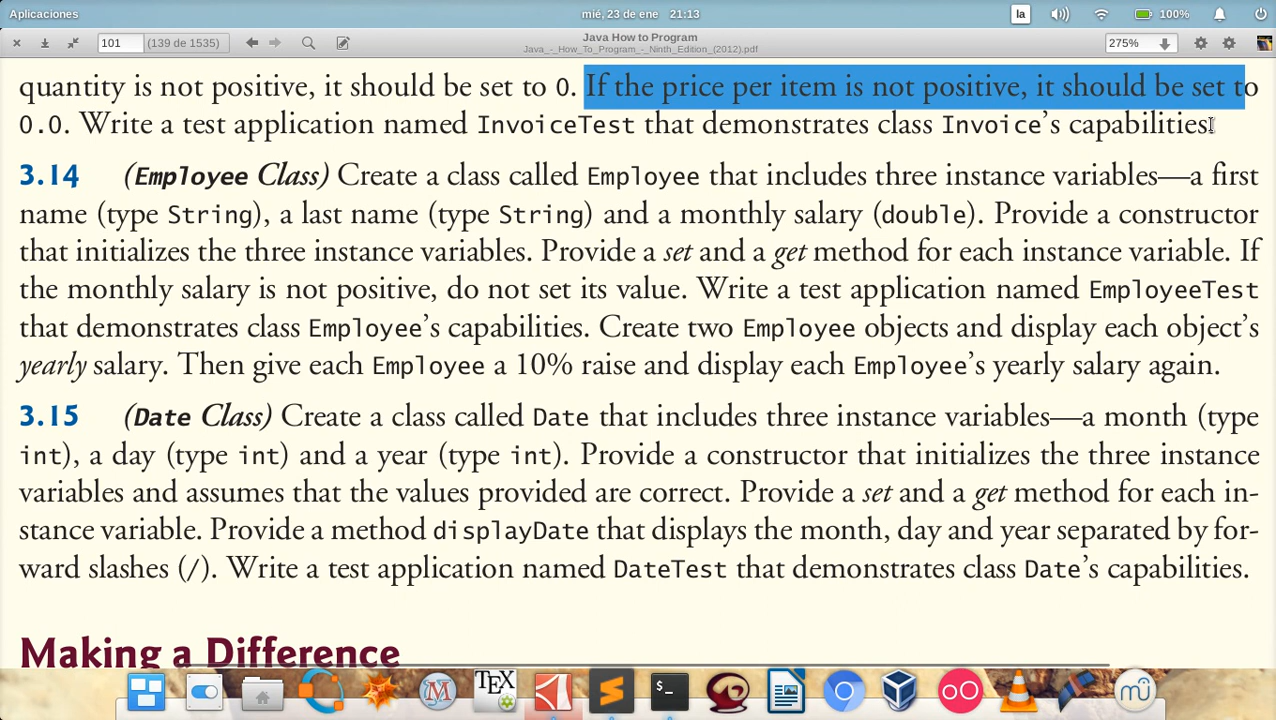 Aplicaciones
mié, 23 de ene 21:13
la
100%
101 (139 de 1535)
Java How to Program
Java_-_How_To_Program_-_Ninth_Edition_(2012).pdf
275%
quantity is not positive, it should be set to 0. If the price per item is not positive, it should be set to
0.0. Write a test application named InvoiceTest that demonstrates class Invoice’s capabilities.
3.14 (Employee Class) Create a class called Employee that includes three instance variables—a first
name (type String), a last name (type String) and a monthly salary (double). Provide a constructor
that initializes the three instance variables. Provide a set and a get method for each instance variable. If
the monthly salary is not positive, do not set its value. Write a test application named EmployeeTest
that demonstrates class Employee’s capabilities. Create two Employee objects and display each object’s
yearly salary. Then give each Employee a 10% raise and display each Employee’s yearly salary again.
3.15 (Date Class) Create a class called Date that includes three instance variables—a month (type
int), a day (type int) and a year (type int). Provide a constructor that initializes the three instance
variables and assumes that the values provided are correct. Provide a set and a get method for each in-
stance variable. Provide a method displayDate that displays the month, day and year separated by for-
ward slashes (/). Write a test application named DateTest that demonstrates class Date’s capabilities.
Making a Difference
TEX
>_
mū